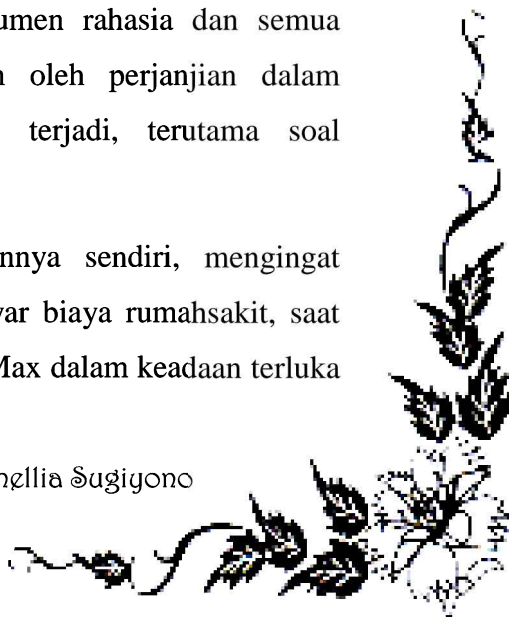 umen rahasia dan semua
oleh perjanjian dalam
terjadi, terutama soal
nnya sendiri, mengingat
ar biaya rumahsakit, saat
Max dalam keadaan terluka
nellia Sugiyono